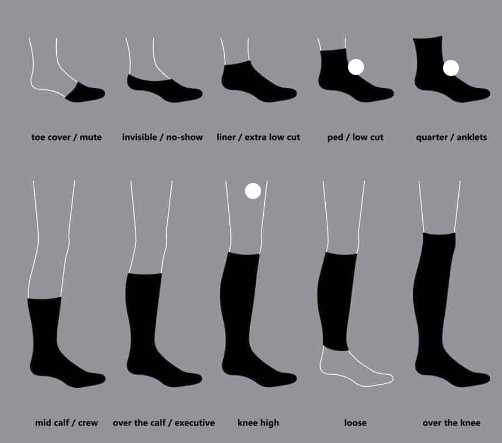 toe cover / mute
invisible / no-show
liner / extra low cut
ped / low cut
quarter / anklets
mid calf / crew
over the calf / executive
knee high
loose
over the knee